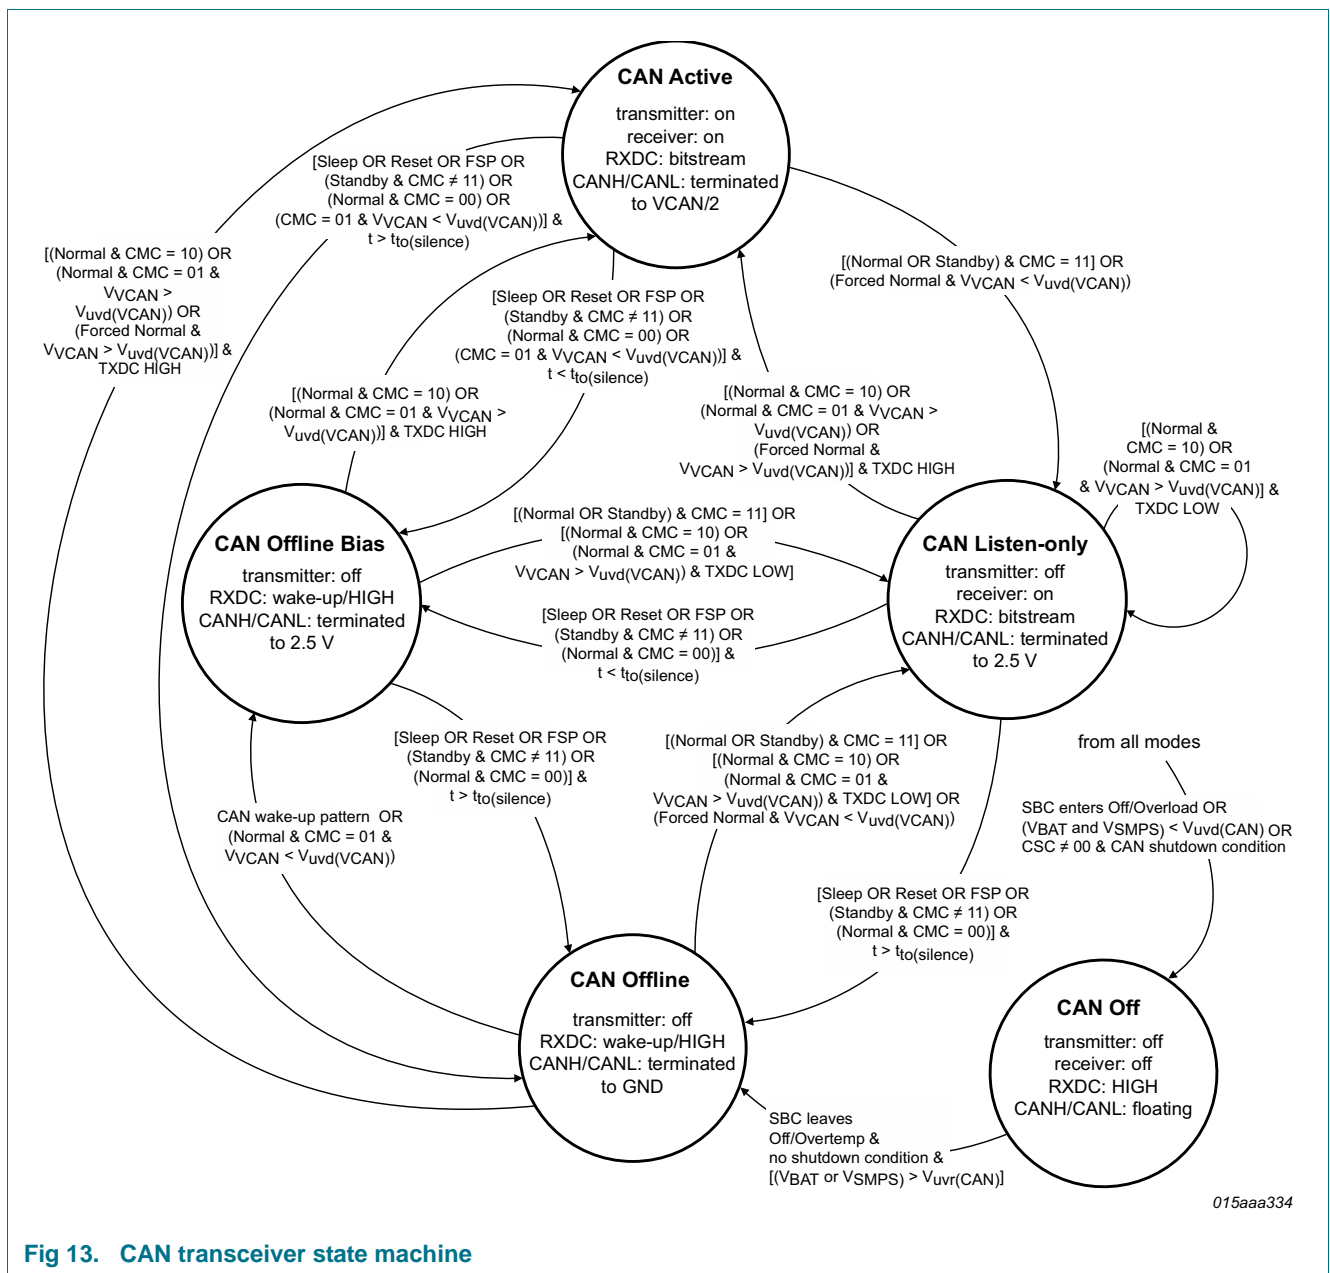 CAN Active
transmitter: on
receiver: on
RXDC: bitstream
CANH/CANL: terminated
to VCAN/2
[Sleep OR Reset OR FSP OR
(Standby & CMC ≠ 11) OR
(Normal & CMC = 00) OR
(CMC = 01 & VVCAN < Vuvd(VCAN))] &
t > tto(silence)
[(Normal & CMC = 10) OR
(Normal & CMC = 01 &
VVCAN >
Vuvd(VCAN)) OR
(Forced Normal &
VVCAN > Vuvd(VCAN))] &
TXDC HIGH
[Sleep OR Reset OR FSP OR
(Standby & CMC ≠ 11) OR
(Normal & CMC = 00) OR
(CMC = 01 & VVCAN < Vuvd(VCAN))] &
t < tto(silence)
[(Normal OR Standby) & CMC = 11] OR
(Forced Normal & VVCAN < Vuvd(VCAN))
[(Normal & CMC = 10) OR
(Normal & CMC = 01 & VVCAN >
Vuvd(VCAN))] & TXDC HIGH
[(Normal & CMC = 10) OR
(Normal & CMC = 01 & VVCAN >
Vuvd(VCAN)) OR
(Forced Normal &
VVCAN > Vuvd(VCAN))] & TXDC HIGH
[(Normal &
CMC = 10) OR
(Normal & CMC = 01
& VVCAN > Vuvd(VCAN)] &
TXDC LOW
CAN Offline Bias
transmitter: off
RXDC: wake-up/HIGH
CANH/CANL: terminated
to 2.5 V
[(Normal OR Standby) & CMC = 11] OR
[(Normal & CMC = 10) OR
(Normal & CMC = 01 &
VVCAN > Vuvd(VCAN)) & TXDC LOW]
CAN Listen-only
transmitter: off
receiver: on
RXDC: bitstream
CANH/CANL: terminated
to 2.5 V
[Sleep OR Reset OR FSP OR
(Standby & CMC ≠ 11) OR
(Normal & CMC = 00)] &
t < tto(silence)
[Sleep OR Reset OR FSP OR
(Standby & CMC ≠ 11) OR
(Normal & CMC = 00)] &
t > tto(silence)
[(Normal OR Standby) & CMC = 11] OR
[(Normal & CMC = 10) OR
(Normal & CMC = 01 &
VVCAN > Vuvd(VCAN)) & TXDC LOW] OR
(Forced Normal & VVCAN < Vuvd(VCAN))
from all modes
SBC enters Off/Overload OR
(VBAT and VSMPS) < Vuvd(CAN) OR
CSC ≠ 00 & CAN shutdown condition
CAN wake-up pattern OR
(Normal & CMC = 01 &
VVCAN < Vuvd(VCAN))
[Sleep OR Reset OR FSP OR
(Standby & CMC ≠ 11) OR
(Normal & CMC = 00)] &
t > tto(silence)
CAN Offline
transmitter: off
RXDC: wake-up/HIGH
CANH/CANL: terminated
to GND
CAN Off
transmitter: off
receiver: off
RXDC: HIGH
CANH/CANL: floating
SBC leaves
Off/Overtemp &
no shutdown condition &
[(VBAT or VSMPS) > Vuvr(CAN)]
015aaa334
Fig 13. CAN transceiver state machine